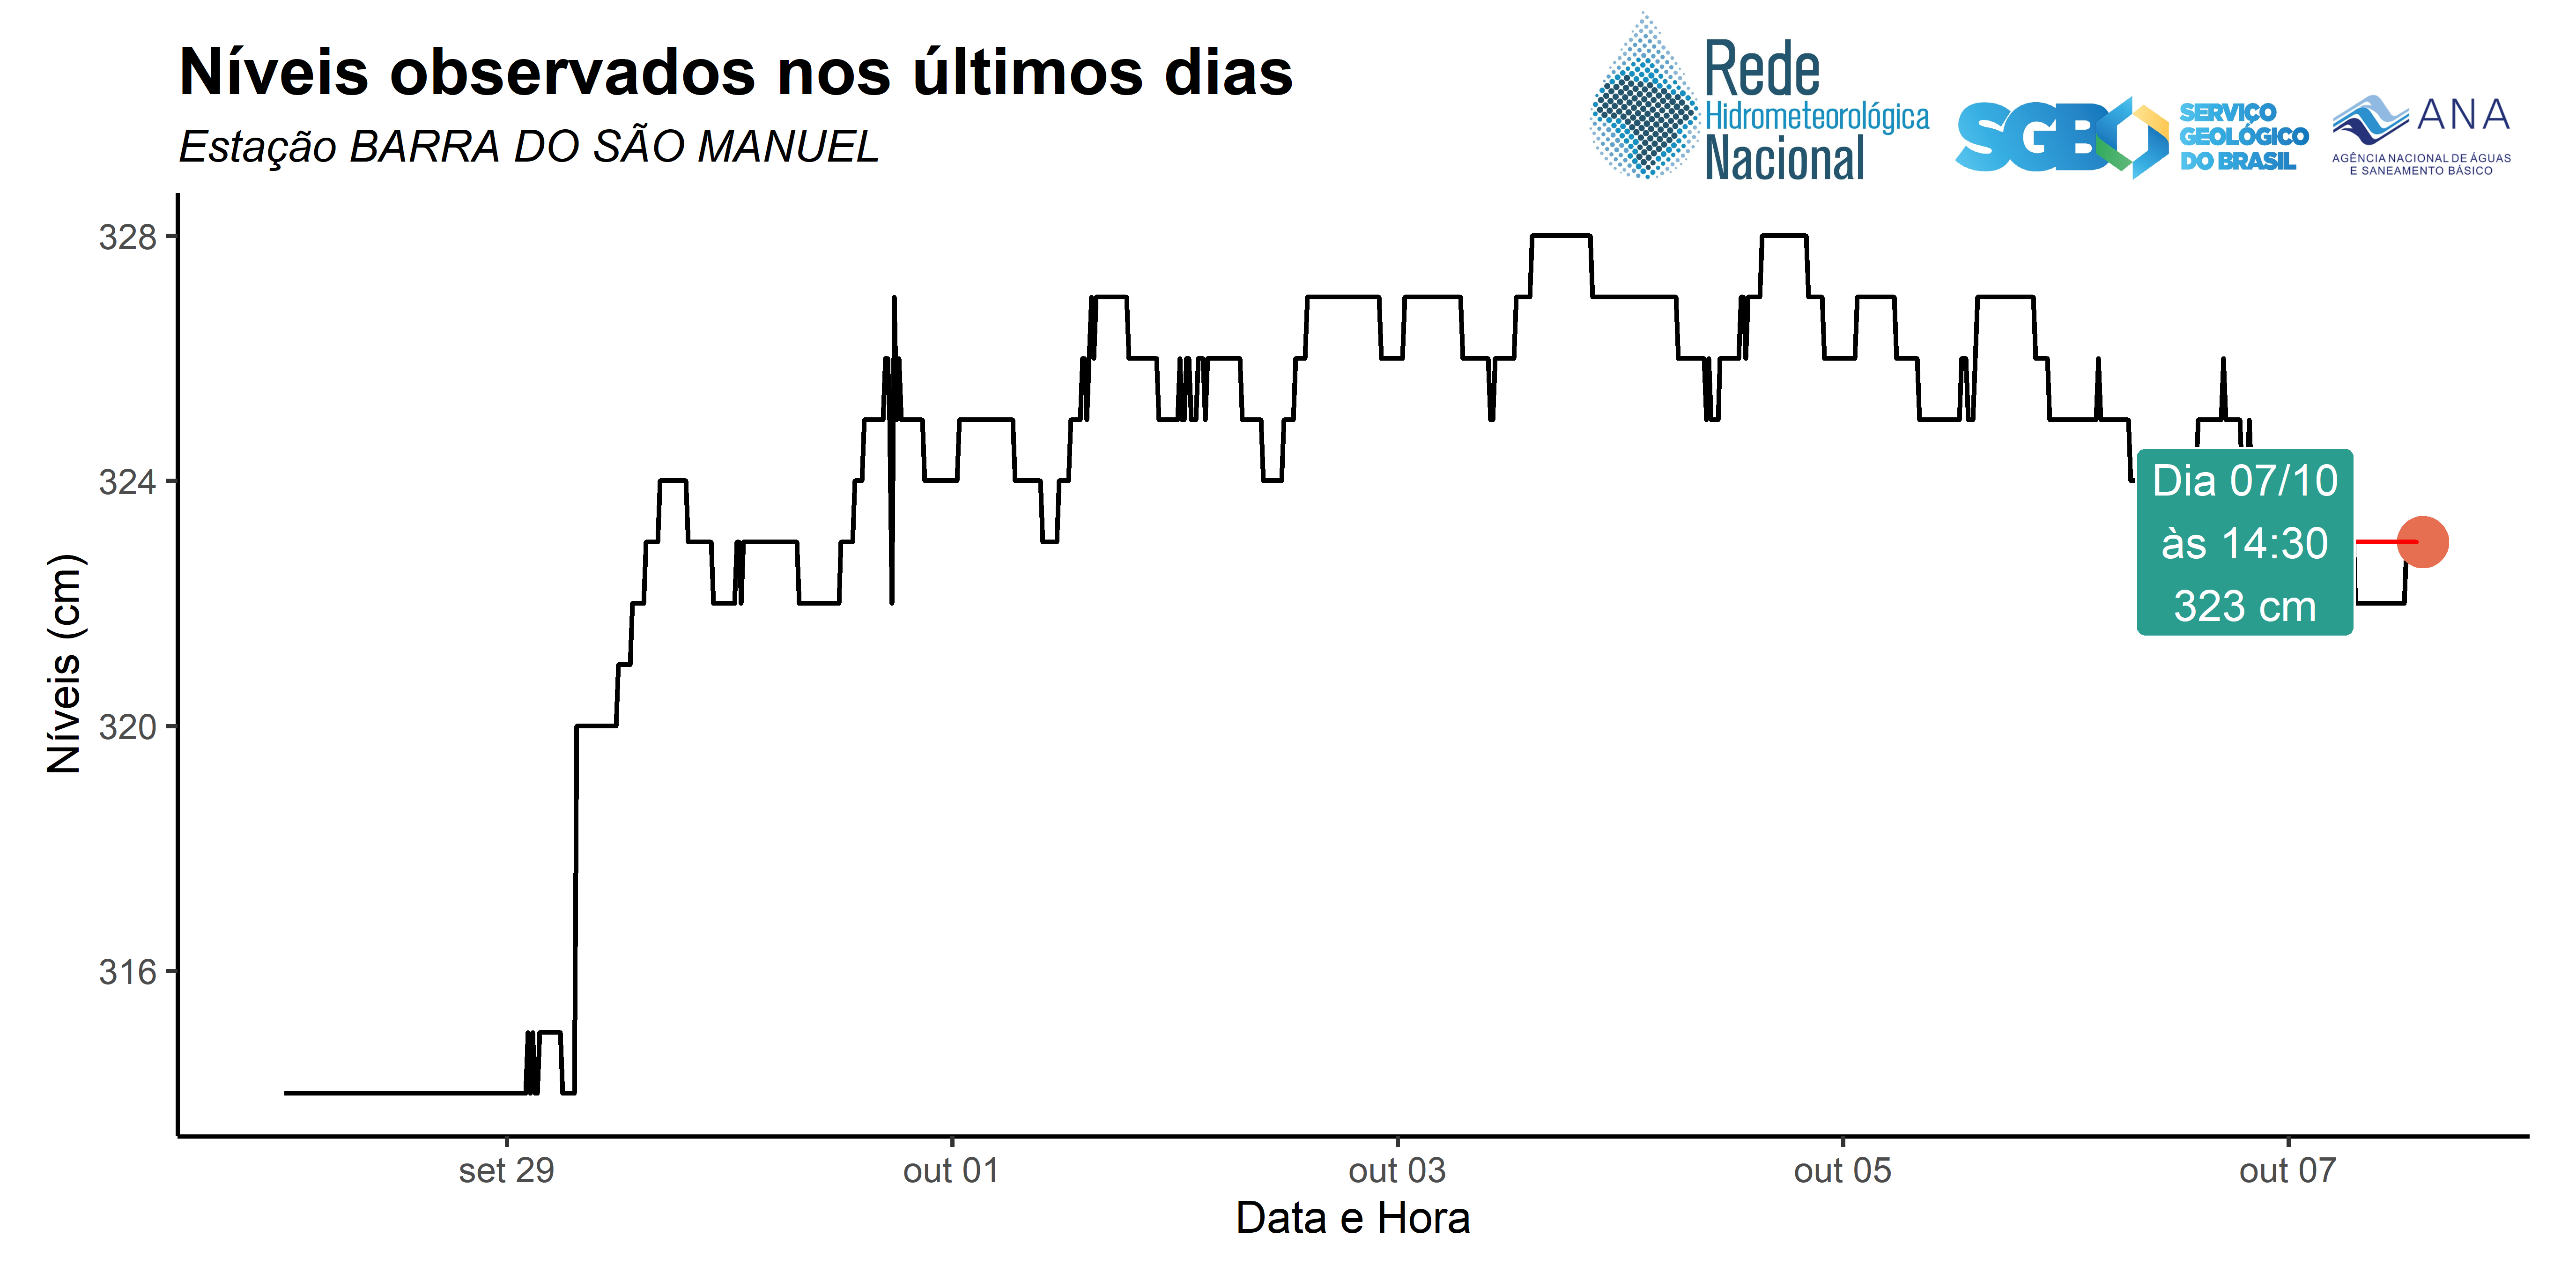 Níveis observados nos últimos dias
Estação BARRA DO SÃO MANUEL
Rede
Hidrometeorológica
Nacional
SGB
SERVIÇO
GEOLÓGICO
DO BRASIL
ANA
AGÊNCIA NACIONAL DE ÁGUAS
E SANEAMENTO BÁSICO
Níveis (cm)
328
324
320
316
Dia 07/10
às 14:30
323 cm
set 29
out 01
out 03
out 05
out 07
Data e Hora